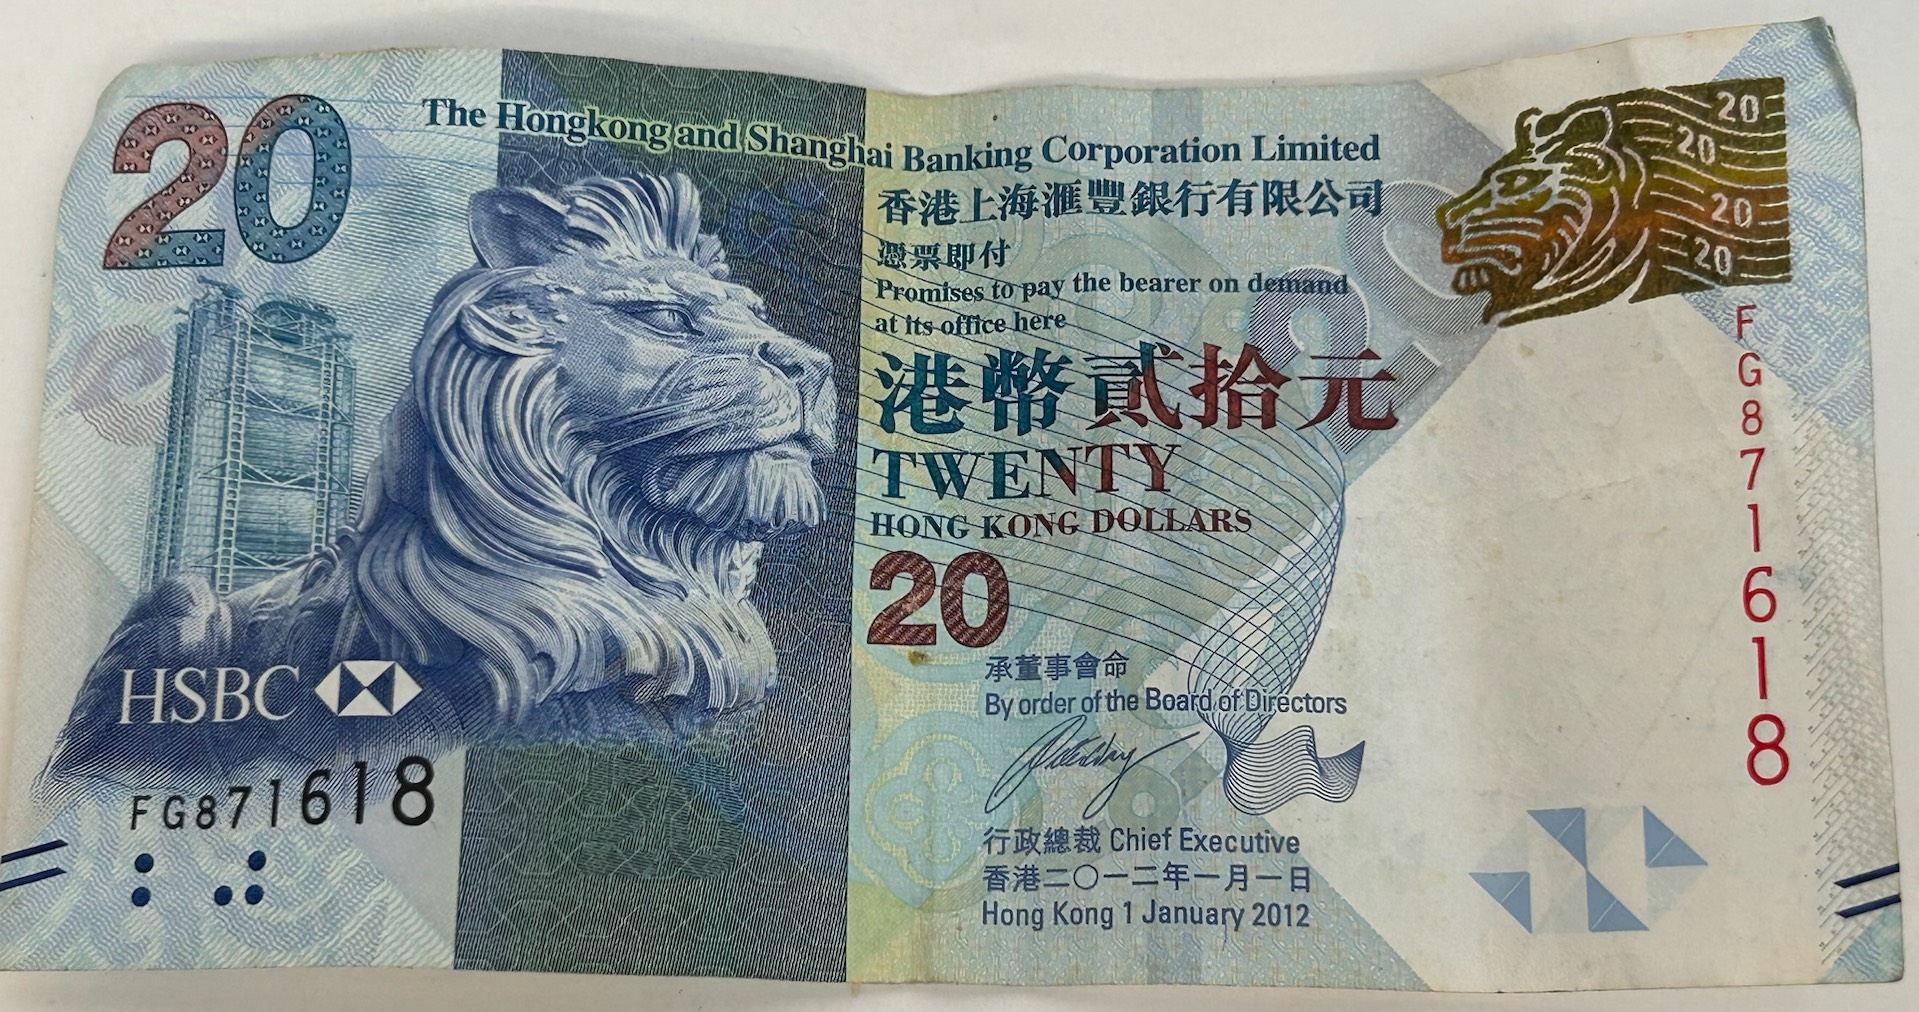 20
The Hongkong and Shanghai Banking Corporation Limited
香港上海滙豐銀行有限公司
憑票即付
Promises to pay the bearer on demand
at its office here
港幣貳拾元
TWENTY
HONG KONG DOLLARS
20
承董事會命
By order of the Board of Directors
行政總裁 Chief Executive
香港二〇一二年一月一日
Hong Kong 1 January 2012
HSBC
FG871618
20
20
20
20
FG871618